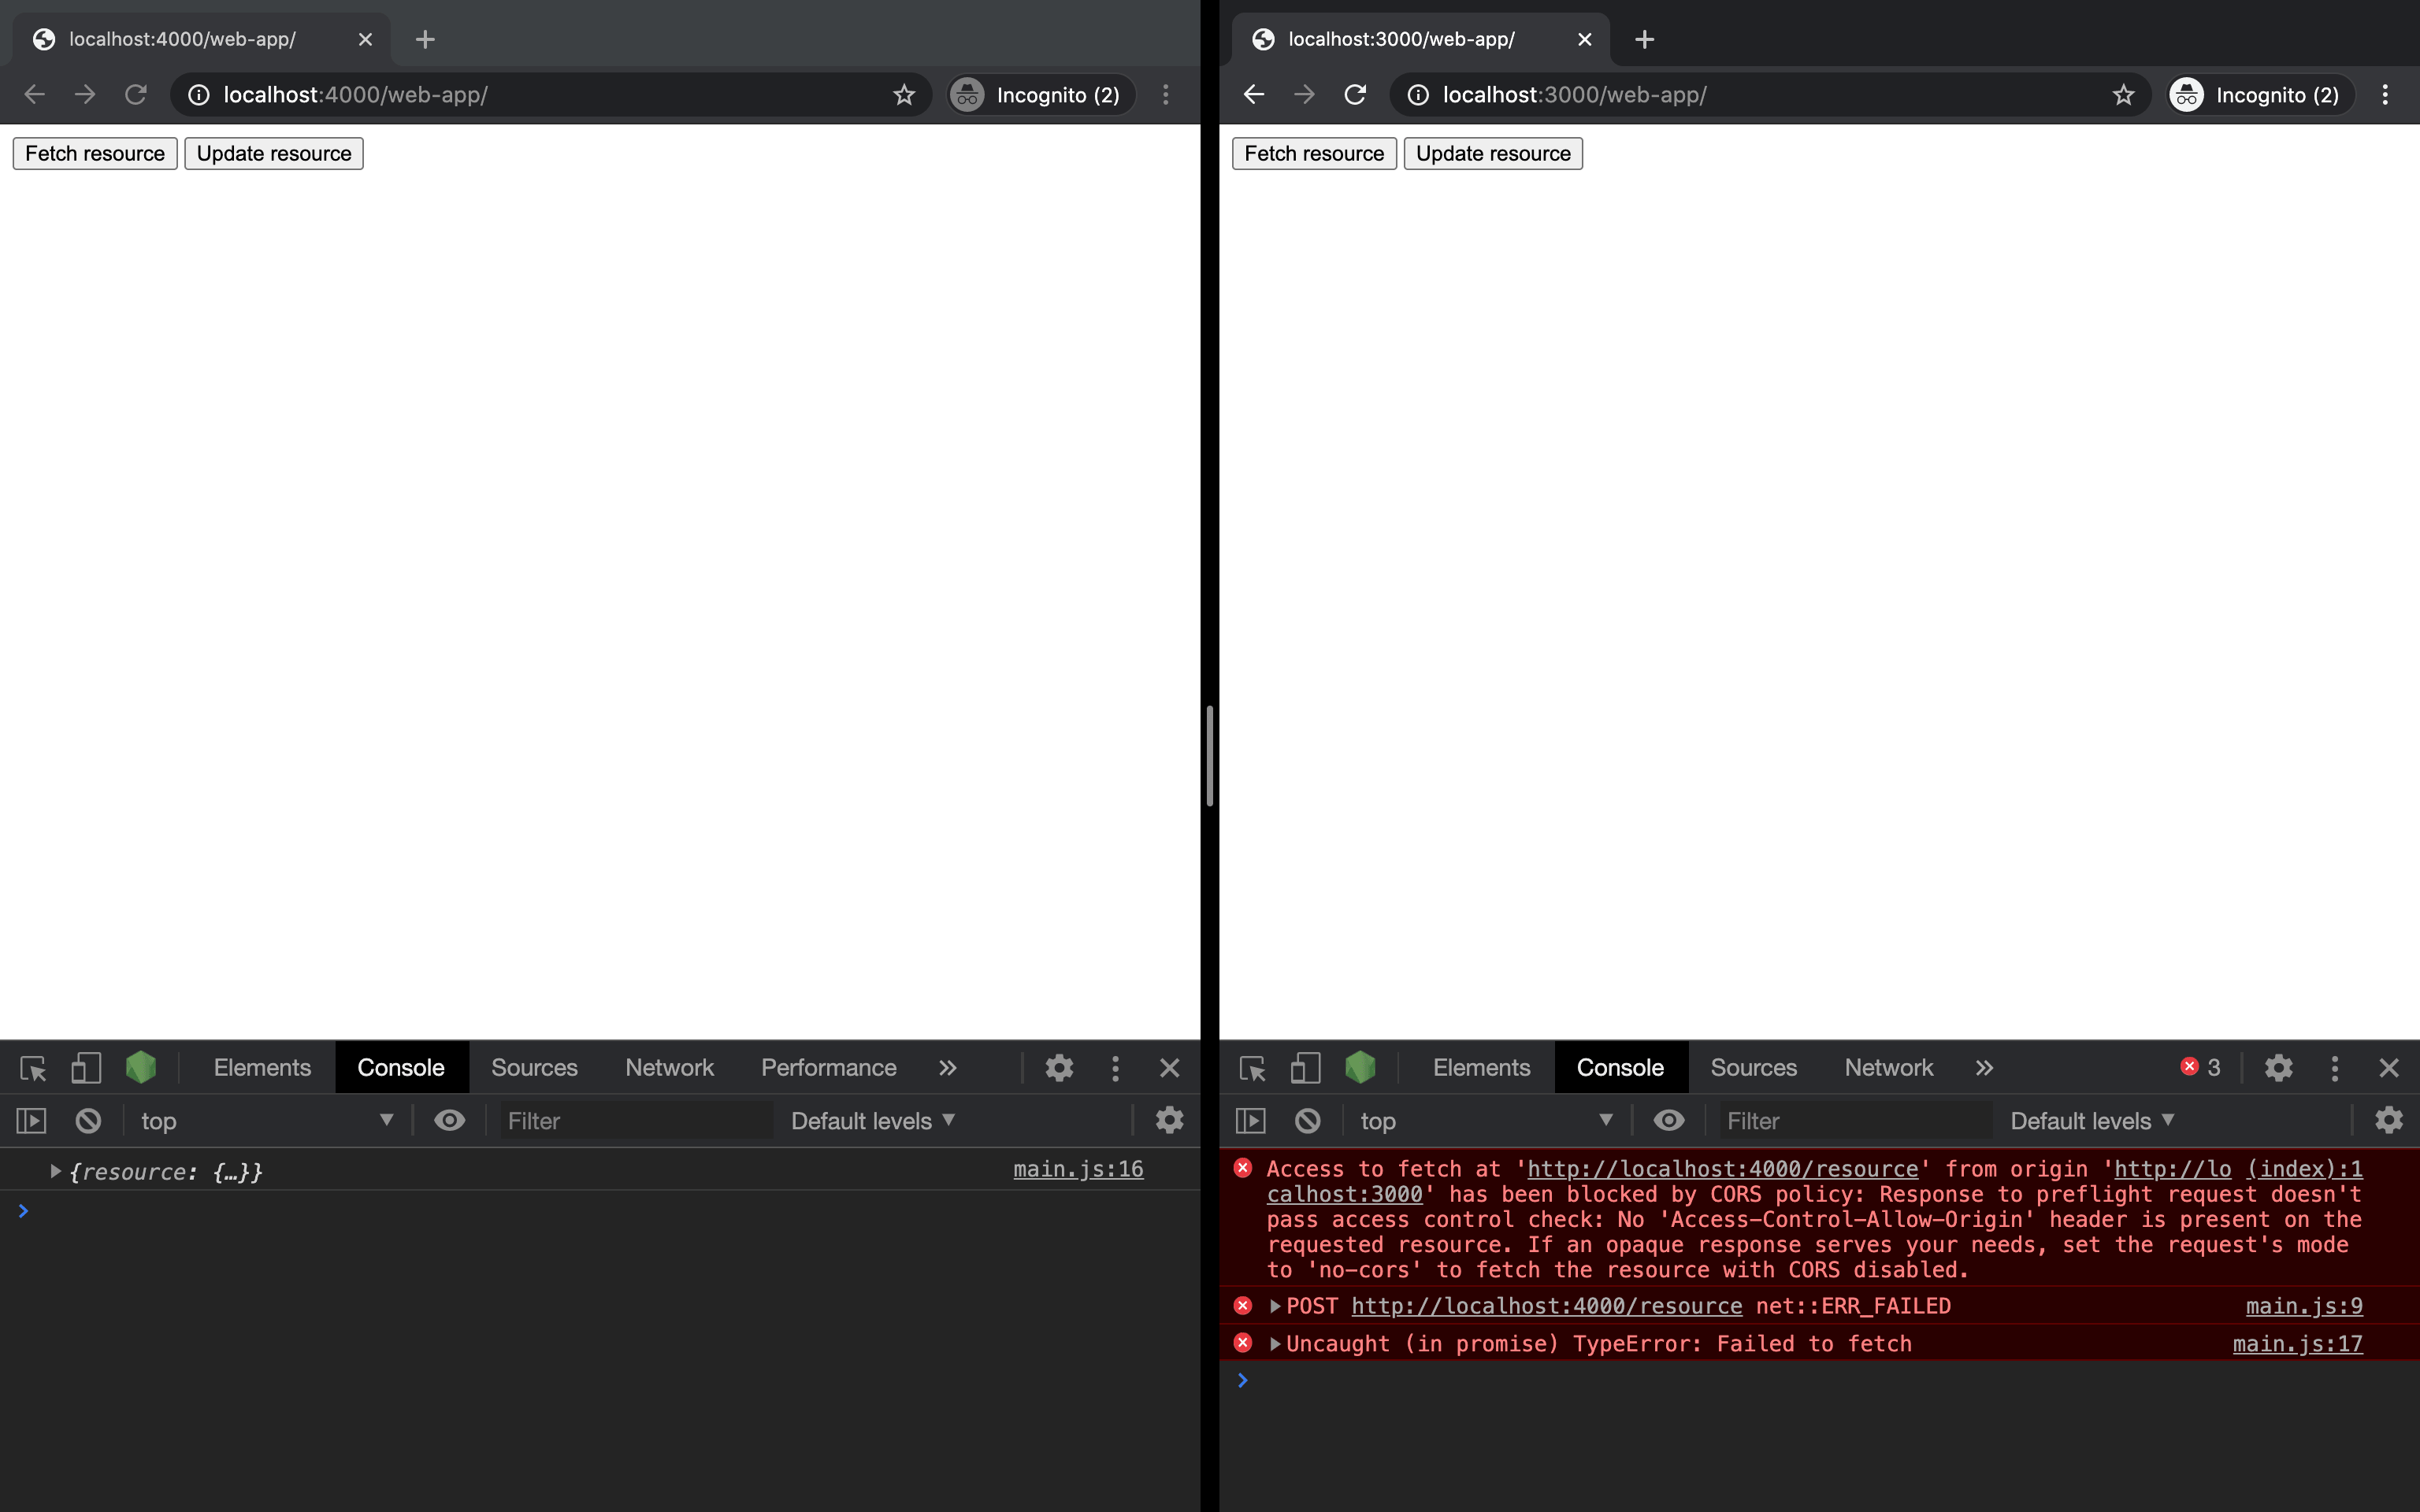 localhost:4000/web-app/
localhost:4000/web-app/
Incognito (2)
Fetch resource
Update resource
Elements
Console
Sources
Network
Performance
top
Filter
Default levels
{resource: {…}}
main.js:16
localhost:3000/web-app/
localhost:3000/web-app/
Incognito (2)
Fetch resource
Update resource
Elements
Console
Sources
Network
3
top
Filter
Default levels
Access to fetch at 'http://localhost:4000/resource' from origin 'http://lo (index):1
calhost:3000' has been blocked by CORS policy: Response to preflight request doesn't
pass access control check: No 'Access-Control-Allow-Origin' header is present on the
requested resource. If an opaque response serves your needs, set the request's mode
to 'no-cors' to fetch the resource with CORS disabled.
POST http://localhost:4000/resource net::ERR_FAILED
main.js:9
Uncaught (in promise) TypeError: Failed to fetch
main.js:17